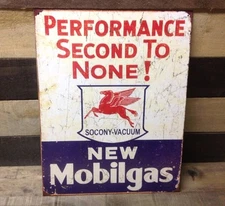 PERFORMANCE
SECOND TO
NONE!
SOCONY-VACUUM
NEW
Mobilgas